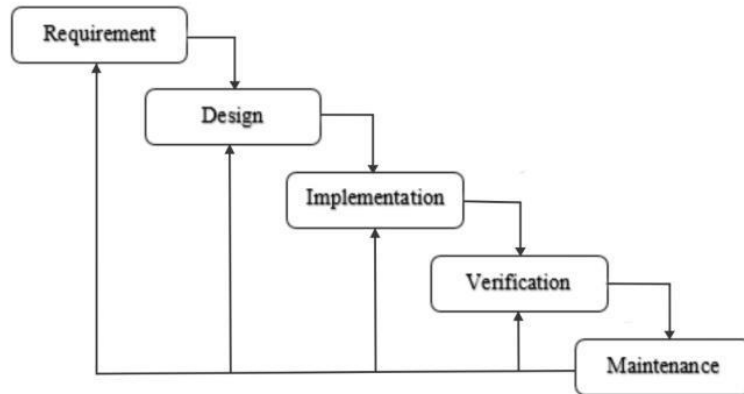 Requirement
Design
Implementation
Verification
Maintenance